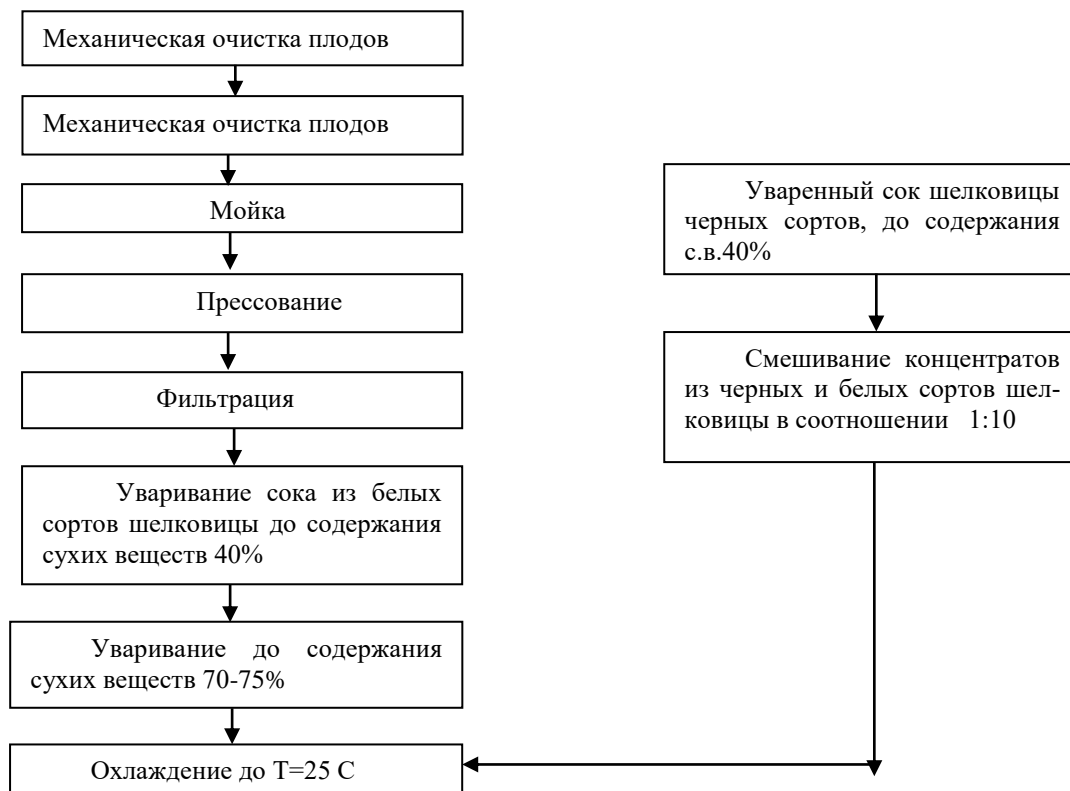 Механическая очистка плодов
Механическая очистка плодов
Мойка
Прессование
Фильтрация
Уваривание сока из белых
сортов шелковицы до содержания
сухих веществ 40%
Уваривание до содержания
сухих веществ 70-75%
Охлаждение до Т=25 С
Уваренный сок шелковицы
черных сортов, до содержания
с.в.40%
Смешивание концентратов
из черных и белых сортов шел-
ковицы в соотношении 1:10